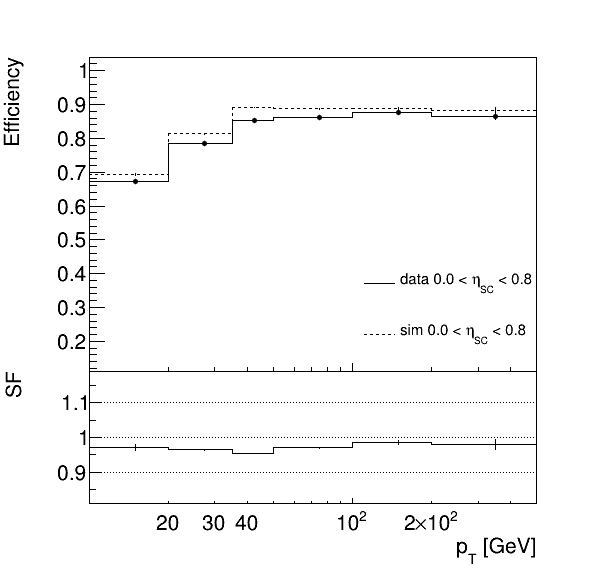 Efficiency
1
0.9
0.8
0.7
0.6
0.5
0.4
0.3
0.2
data 0.0 < η_SC < 0.8
sim 0.0 < η_SC < 0.8
SF
1.1
1
0.9
20 30 40 10² 2×10²
p_T [GeV]